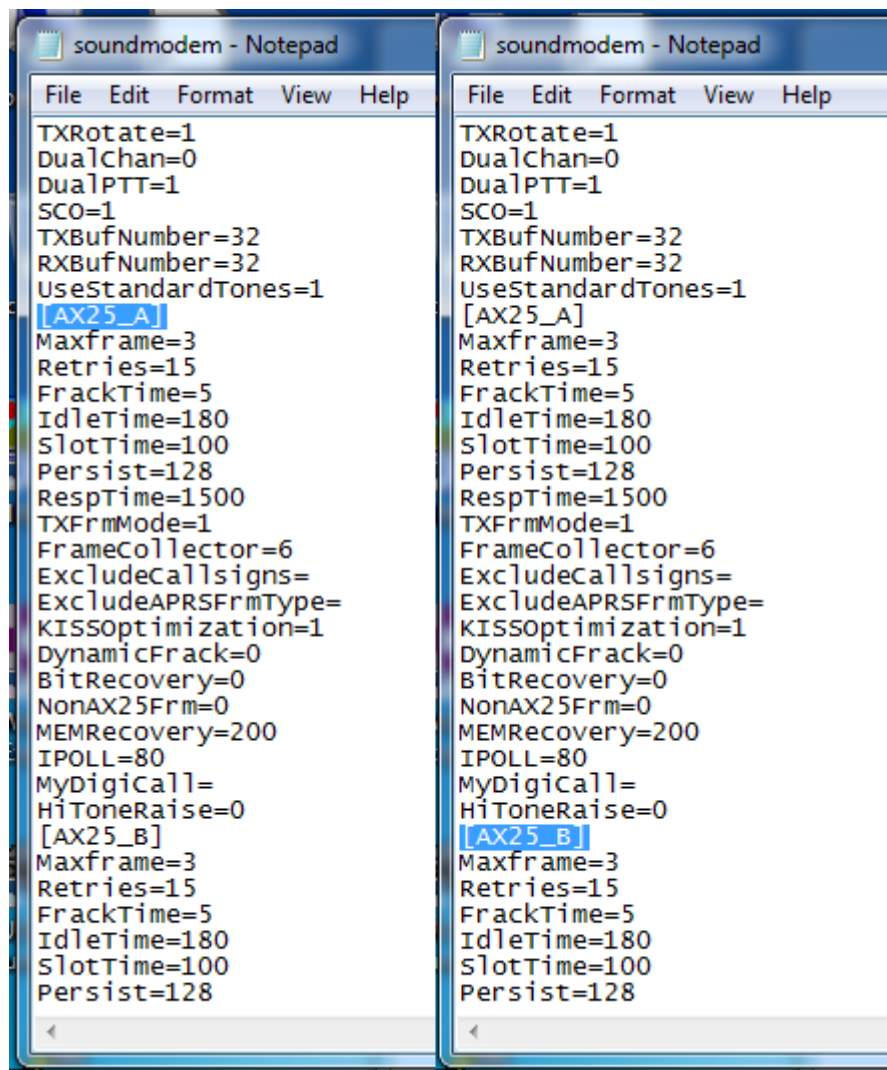 soundmodem - Notepad
File Edit Format View Help
TXRotate=1
DualChan=0
DualPTT=1
SCO=1
TXBufNumber=32
RXBufNumber=32
UseStandardTones=1
[AX25_A]
Maxframe=3
Retries=15
FrackTime=5
IdleTime=180
SlotTime=100
Persist=128
RespTime=1500
TXFrmMode=1
FrameCollector=6
ExcludeCallsigns=
ExcludeAPRSFrmType=
KISSOptimization=1
DynamicFrack=0
BitRecovery=0
NonAX25Frm=0
MEMRecovery=200
IPOLL=80
MyDigiCall=
HiToneRaise=0
[AX25_B]
Maxframe=3
Retries=15
FrackTime=5
IdleTime=180
SlotTime=100
Persist=128
soundmodem - Notepad
File Edit Format View Help
TXRotate=1
DualChan=0
DualPTT=1
SCO=1
TXBufNumber=32
RXBufNumber=32
UseStandardTones=1
[AX25_A]
Maxframe=3
Retries=15
FrackTime=5
IdleTime=180
SlotTime=100
Persist=128
RespTime=1500
TXFrmMode=1
FrameCollector=6
ExcludeCallsigns=
ExcludeAPRSFrmType=
KISSOptimization=1
DynamicFrack=0
BitRecovery=0
NonAX25Frm=0
MEMRecovery=200
IPOLL=80
MyDigiCall=
HiToneRaise=0
[AX25_B]
Maxframe=3
Retries=15
FrackTime=5
IdleTime=180
SlotTime=100
Persist=128